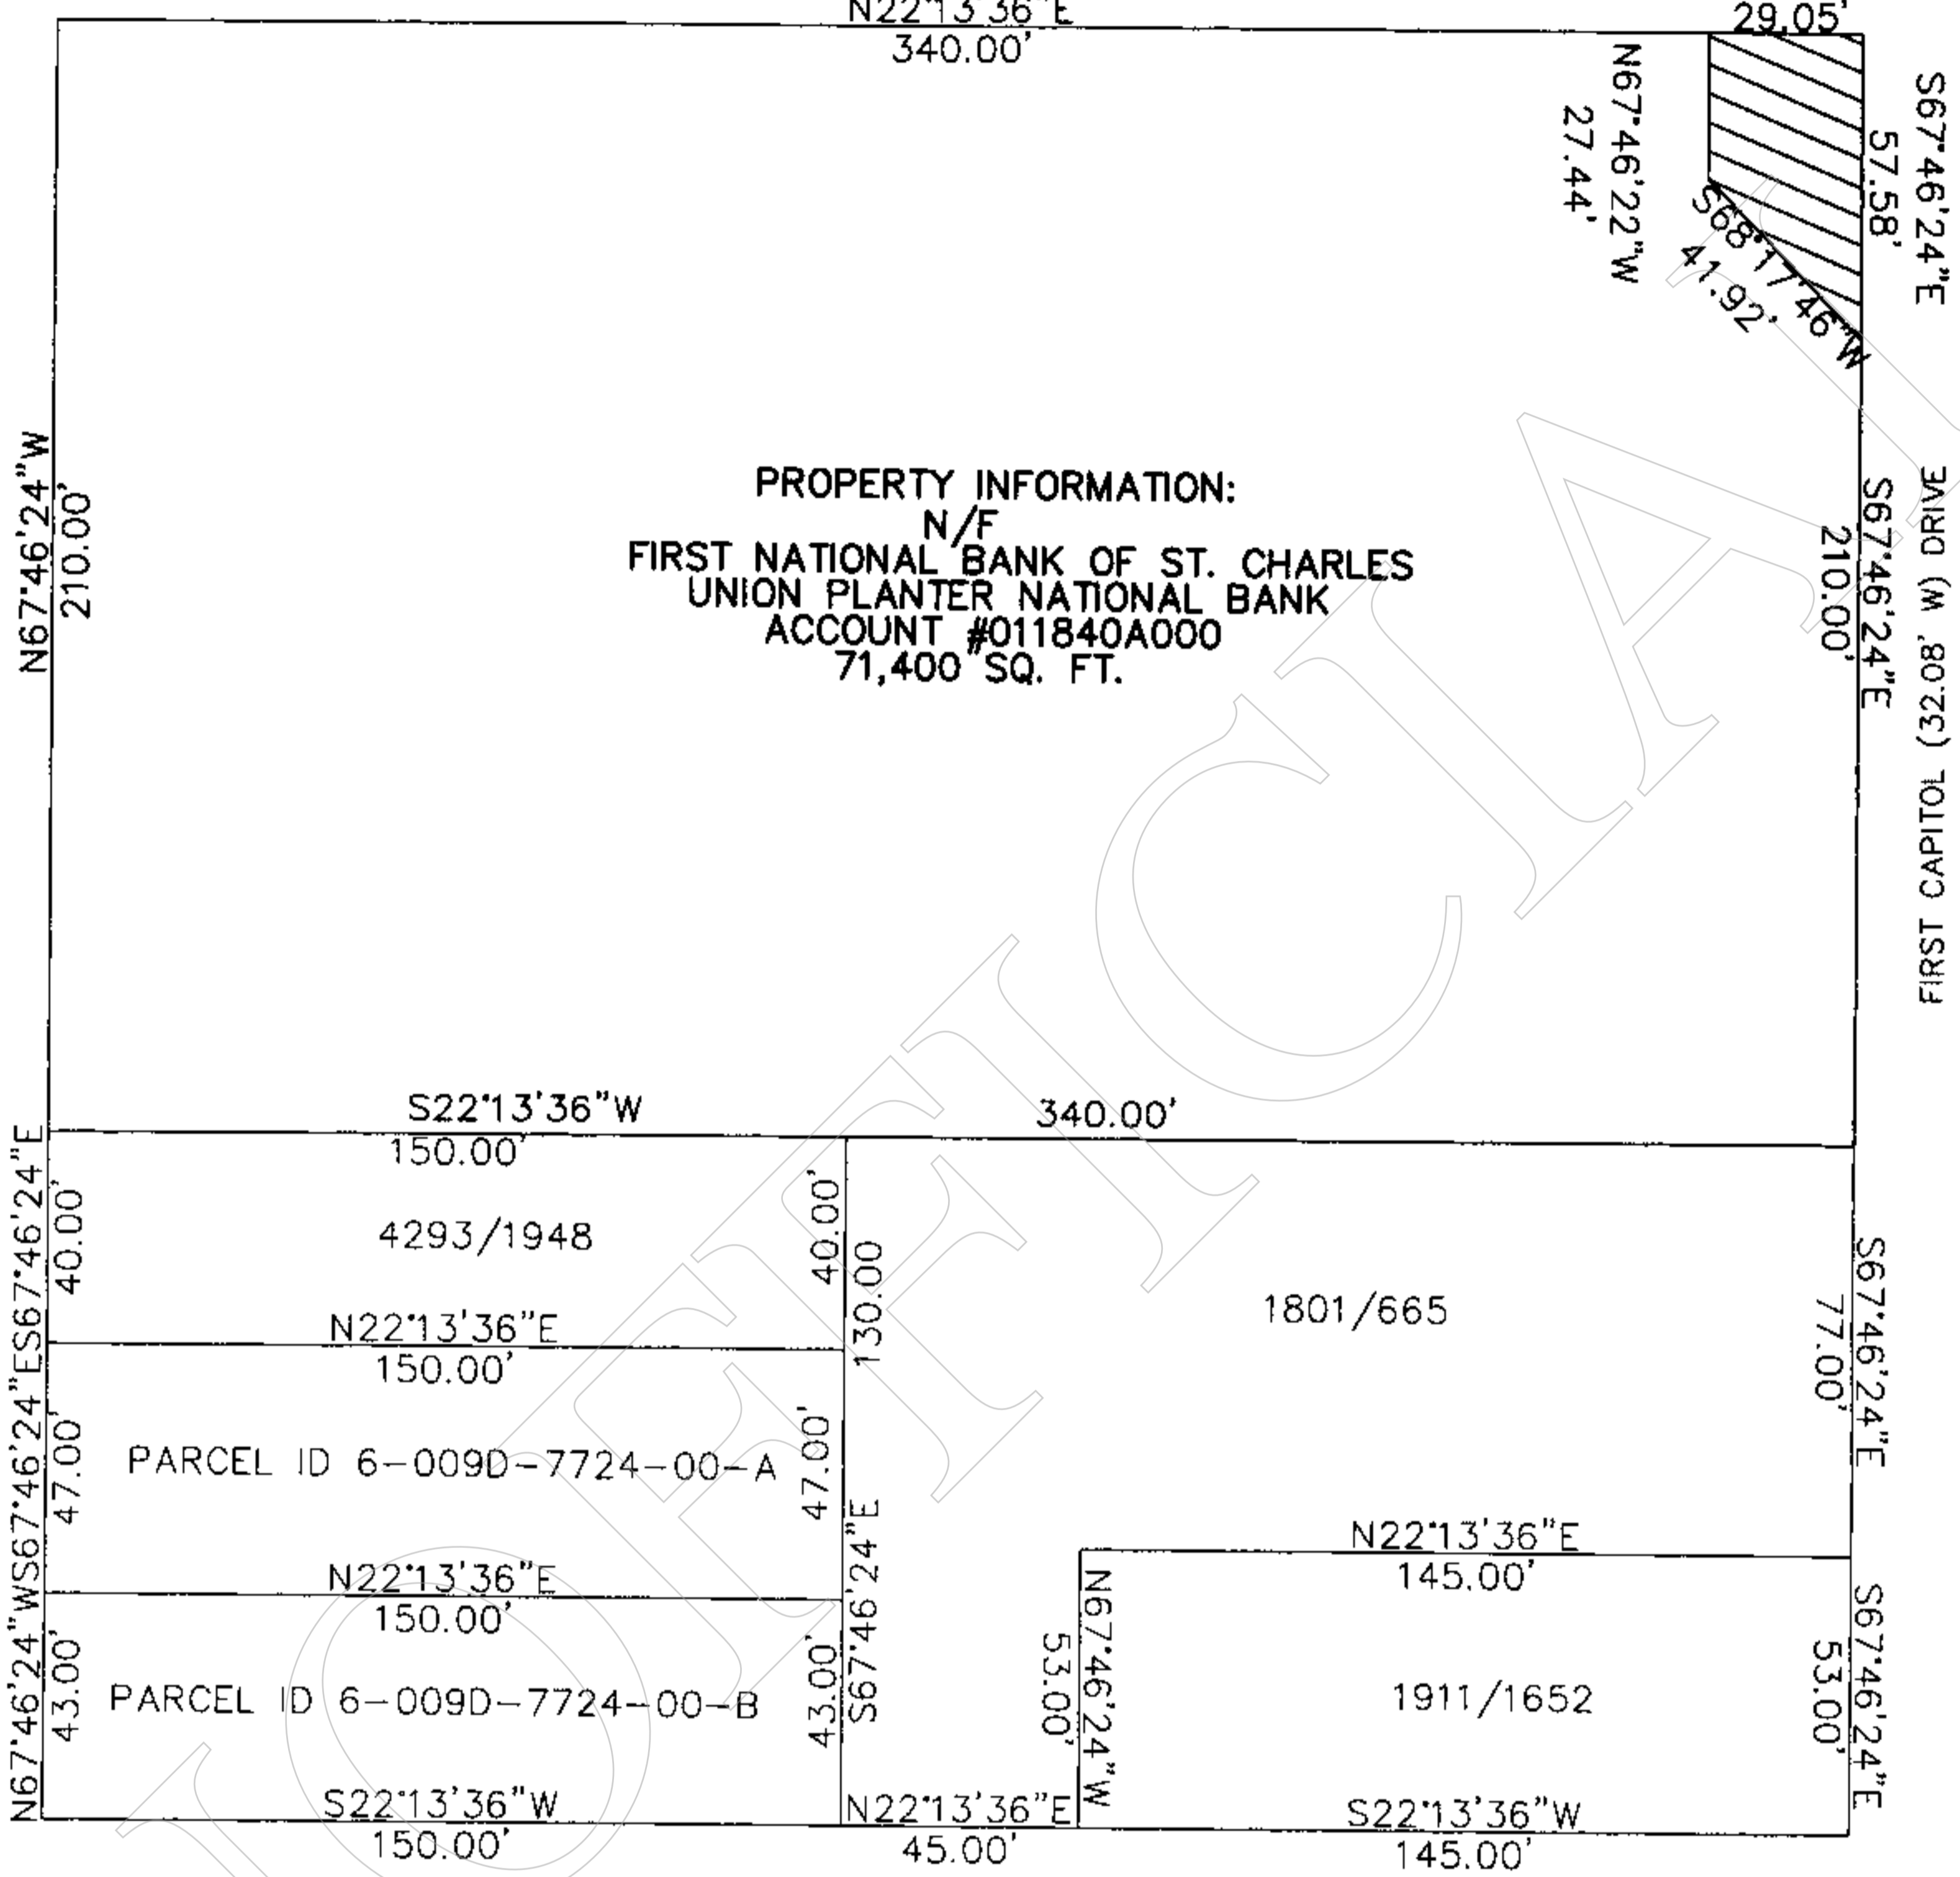 N22°13'36"E
340.00'
29.05'
S67°46'24"E
57.58'
N67°46'22"W
27.44'
S68°17'46"W
41.92'
N67°46'24"W
210.00'
PROPERTY INFORMATION:
N/F
FIRST NATIONAL BANK OF ST. CHARLES
UNION PLANTER NATIONAL BANK
ACCOUNT #011840A000
71,400 SQ. FT.
S67°46'24"E
210.00'
FIRST CAPITOL (32.08' W) DRIVE
S22°13'36"W
340.00'
150.00'
S67°46'24"E
40.00'
4293/1948
40.00'
130.00
1801/665
S67°46'24"E
77.00'
N22°13'36"E
150.00'
S67°46'24"E
47.00'
PARCEL ID 6-009D-7724-00-A
47.00'
S67°46'24"E
N22°13'36"E
145.00'
N22°13'36"E
150.00'
N67°46'24"W
43.00'
PARCEL ID 6-009D-7724-00-B
43.00'
N67°46'24"W
53.00'
1911/1652
S67°46'24"E
53.00'
S22°13'36"W
150.00'
N22°13'36"E
45.00'
S22°13'36"W
145.00'